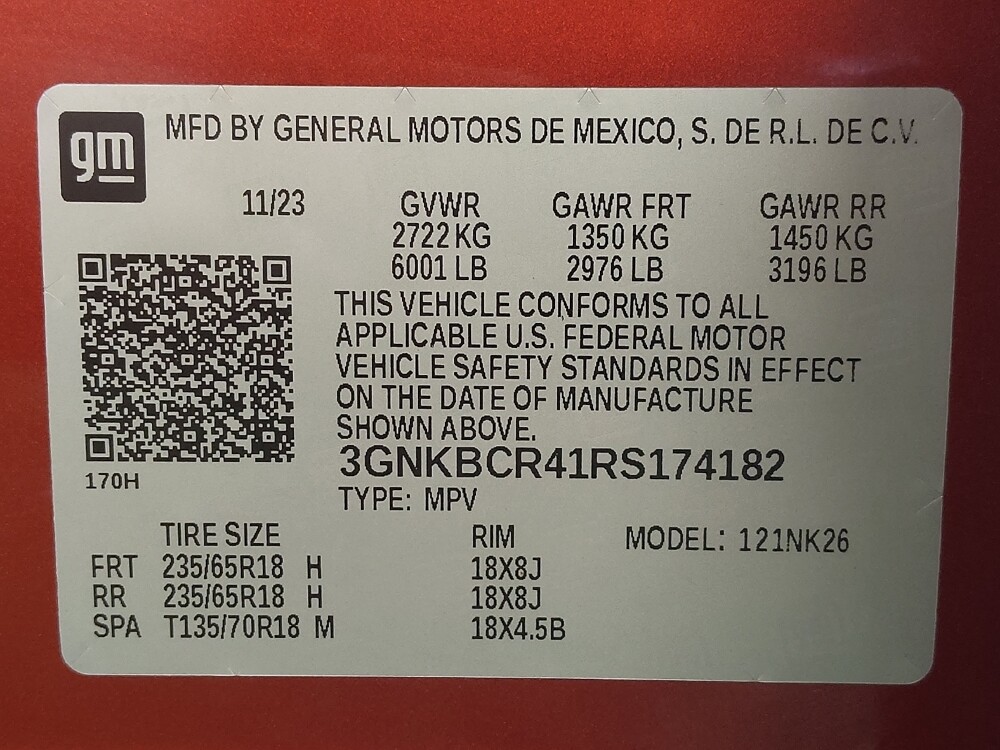 gm MFD BY GENERAL MOTORS DE MEXICO, S. DE R.L. DE C.V.
11/23 GVWR GAWR FRT GAWR RR
2722 KG 1350 KG 1450 KG
6001 LB 2976 LB 3196 LB
THIS VEHICLE CONFORMS TO ALL
APPLICABLE U.S. FEDERAL MOTOR
VEHICLE SAFETY STANDARDS IN EFFECT
ON THE DATE OF MANUFACTURE
SHOWN ABOVE.
3GNKBCR41RS174182
170H
TYPE: MPV
TIRE SIZE RIM MODEL: 121NK26
FRT 235/65R18 H 18X8J
RR 235/65R18 H 18X8J
SPA T135/70R18 M 18X4.5B